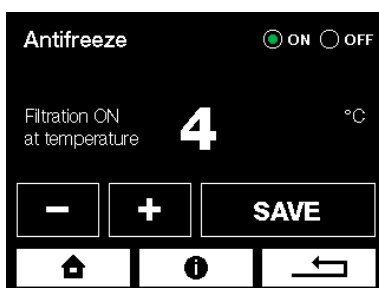 Antifreeze ON OFF
Filtration ON
at temperature
4 °C
− + SAVE
i